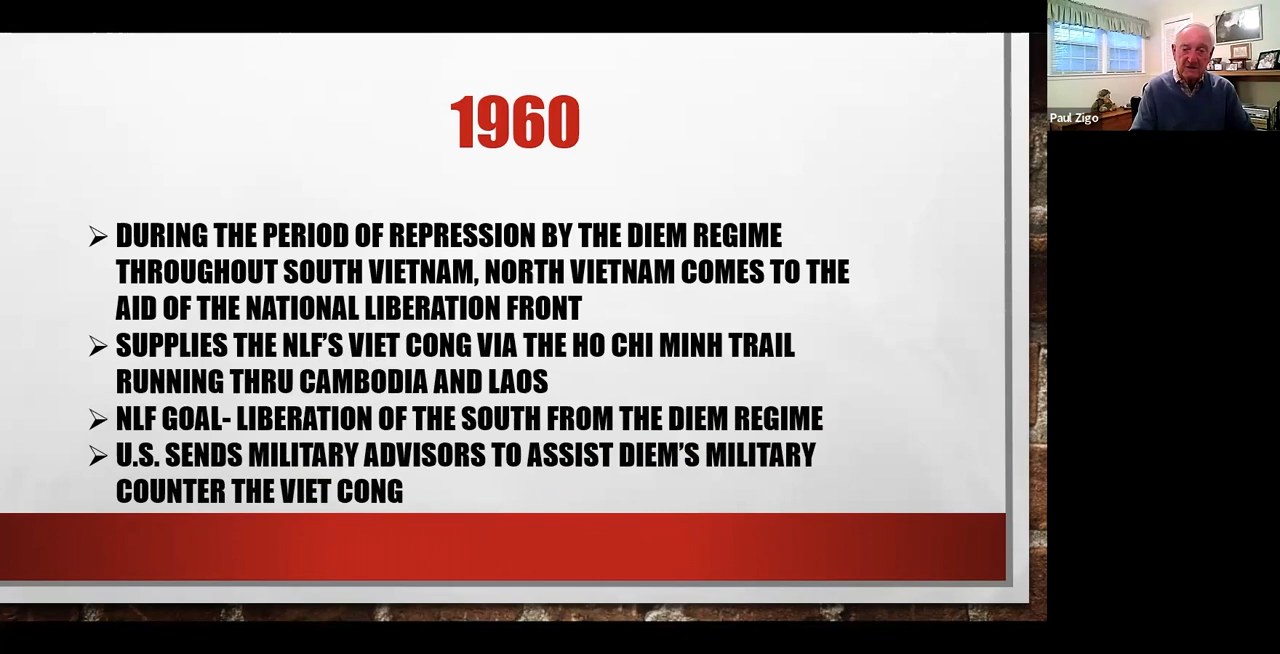 1960
➢ DURING THE PERIOD OF REPRESSION BY THE DIEM REGIME
THROUGHOUT SOUTH VIETNAM, NORTH VIETNAM COMES TO THE
AID OF THE NATIONAL LIBERATION FRONT
➢ SUPPLIES THE NLF’S VIET CONG VIA THE HO CHI MINH TRAIL
RUNNING THRU CAMBODIA AND LAOS
➢ NLF GOAL- LIBERATION OF THE SOUTH FROM THE DIEM REGIME
➢ U.S. SENDS MILITARY ADVISORS TO ASSIST DIEM’S MILITARY
COUNTER THE VIET CONG
Paul Zigo